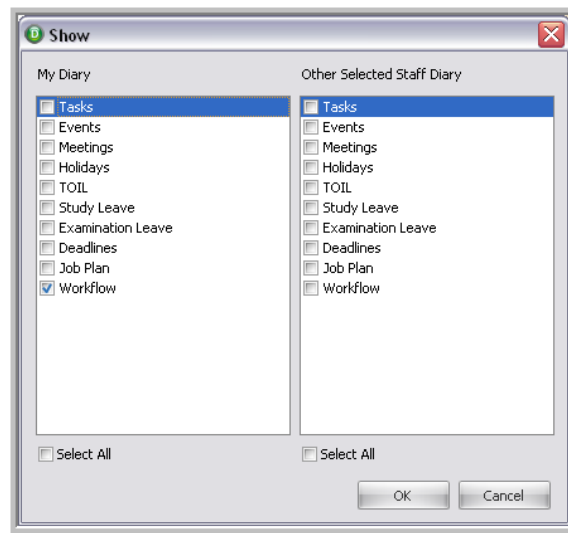 Show
My Diary
Tasks
Events
Meetings
Holidays
TOIL
Study Leave
Examination Leave
Deadlines
Job Plan
Workflow
Select All
Other Selected Staff Diary
Tasks
Events
Meetings
Holidays
TOIL
Study Leave
Examination Leave
Deadlines
Job Plan
Workflow
Select All
OK
Cancel